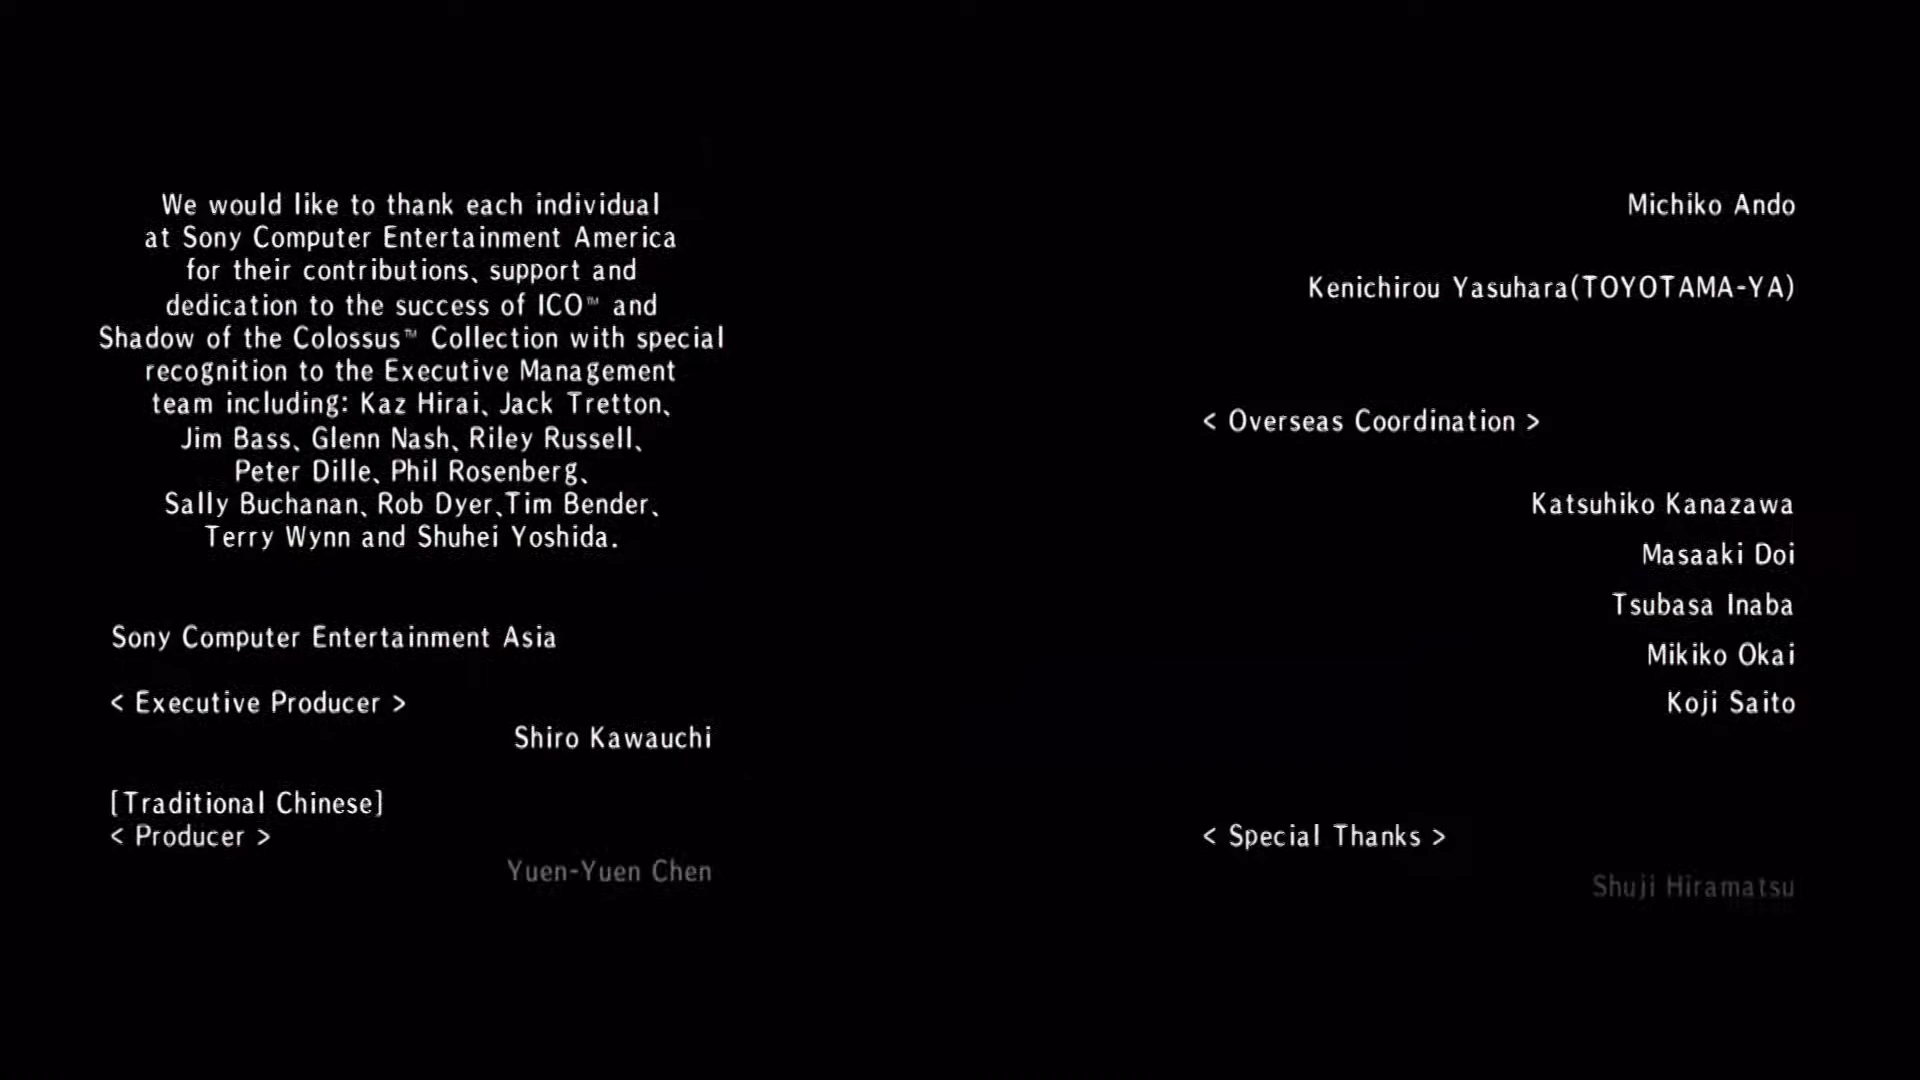 We would like to thank each individual
at Sony Computer Entertainment America
for their contributions、support and
dedication to the success of ICO™ and
Shadow of the Colossus™ Collection with special
recognition to the Executive Management
team including: Kaz Hirai、Jack Tretton、
Jim Bass、Glenn Nash、Riley Russell、
Peter Dille、Phil Rosenberg、
Sally Buchanan、Rob Dyer、Tim Bender、
Terry Wynn and Shuhei Yoshida.
Sony Computer Entertainment Asia
< Executive Producer >
Shiro Kawauchi
[Traditional Chinese]
< Producer >
Yuen-Yuen Chen
Michiko Ando
Kenichirou Yasuhara(TOYOTAMA-YA)
< Overseas Coordination >
Katsuhiko Kanazawa
Masaaki Doi
Tsubasa Inaba
Mikiko Okai
Koji Saito
< Special Thanks >
Shuji Hiramatsu